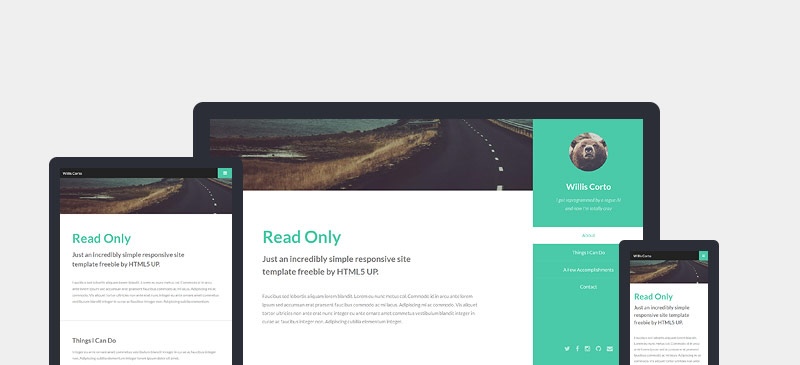 Willis Corto
Read Only
Just an incredibly simple responsive site
template freebie by HTML5 UP.
Things I Can Do
Read Only
Just an incredibly simple responsive site
template freebie by HTML5 UP.
Faucibus sed lobortis aliquam lorem blandit. Lorem eu nunc metus col. Commodo id in arcu ante lorem
ipsum sed accumsan erat praesent faucibus commodo ac mi lacus. Adipiscing mi ac commodo. Vis aliquet
tortor ultricies non ante erat nunc integer eu ante ornare amet commetus vestibulum blandit integer in
curae ac faucibus integer non. Adipiscing cubilia elementum integer.
Willis Corto
I got reprogrammed by a rogue AI
and now I'm totally cray
About
Things I Can Do
A Few Accomplishments
Contact
Willis Corto
Read Only
Just an incredibly simple
responsive site template
freebie by HTML5 UP.